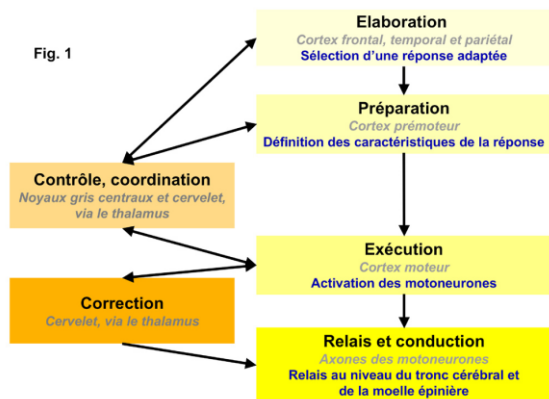 Fig. 1
Elaboration
Cortex frontal, temporal et pariétal
Sélection d'une réponse adaptée
Préparation
Cortex prémoteur
Définition des caractéristiques de la réponse
Contrôle, coordination
Noyaux gris centraux et cervelet,
via le thalamus
Exécution
Cortex moteur
Activation des motoneurones
Correction
Cervelet, via le thalamus
Relais et conduction
Axones des motoneurones
Relais au niveau du tronc cérébral et
de la moelle épinière